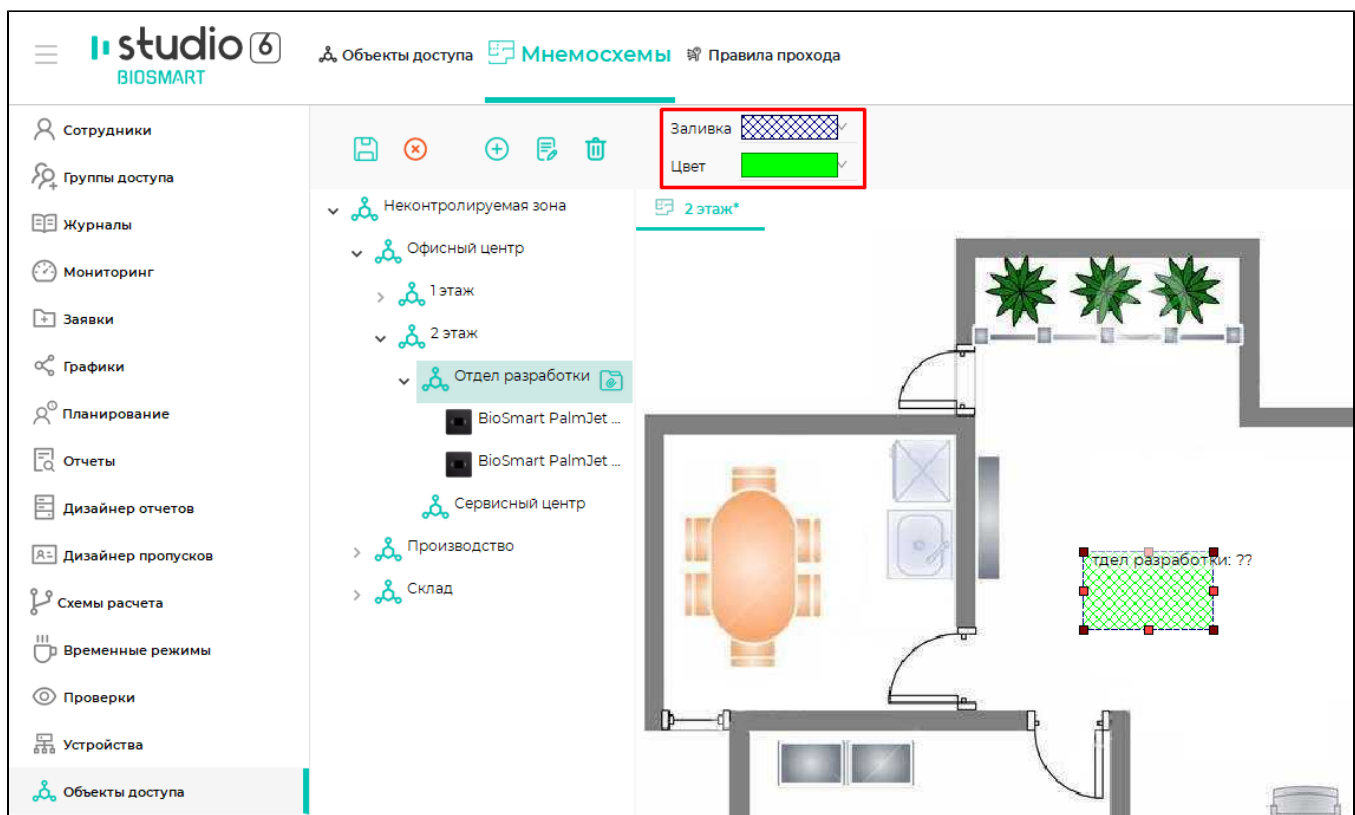 studio 6
BIOSMART
Объекты доступа
Мнемосхемы
Правила прохода
Сотрудники
Группы доступа
Журналы
Мониторинг
Заявки
Графики
Планирование
Отчеты
Дизайнер отчетов
Дизайнер пропусков
Схемы расчета
Временные режимы
Проверки
Устройства
Объекты доступа
Заливка
Цвет
Неконтролируемая зона
Офисный центр
1 этаж
2 этаж
Отдел разработки
BioSmart PalmJet ...
BioSmart PalmJet ...
Сервисный центр
Производство
Склад
2 этаж*
тдел разработки: ??